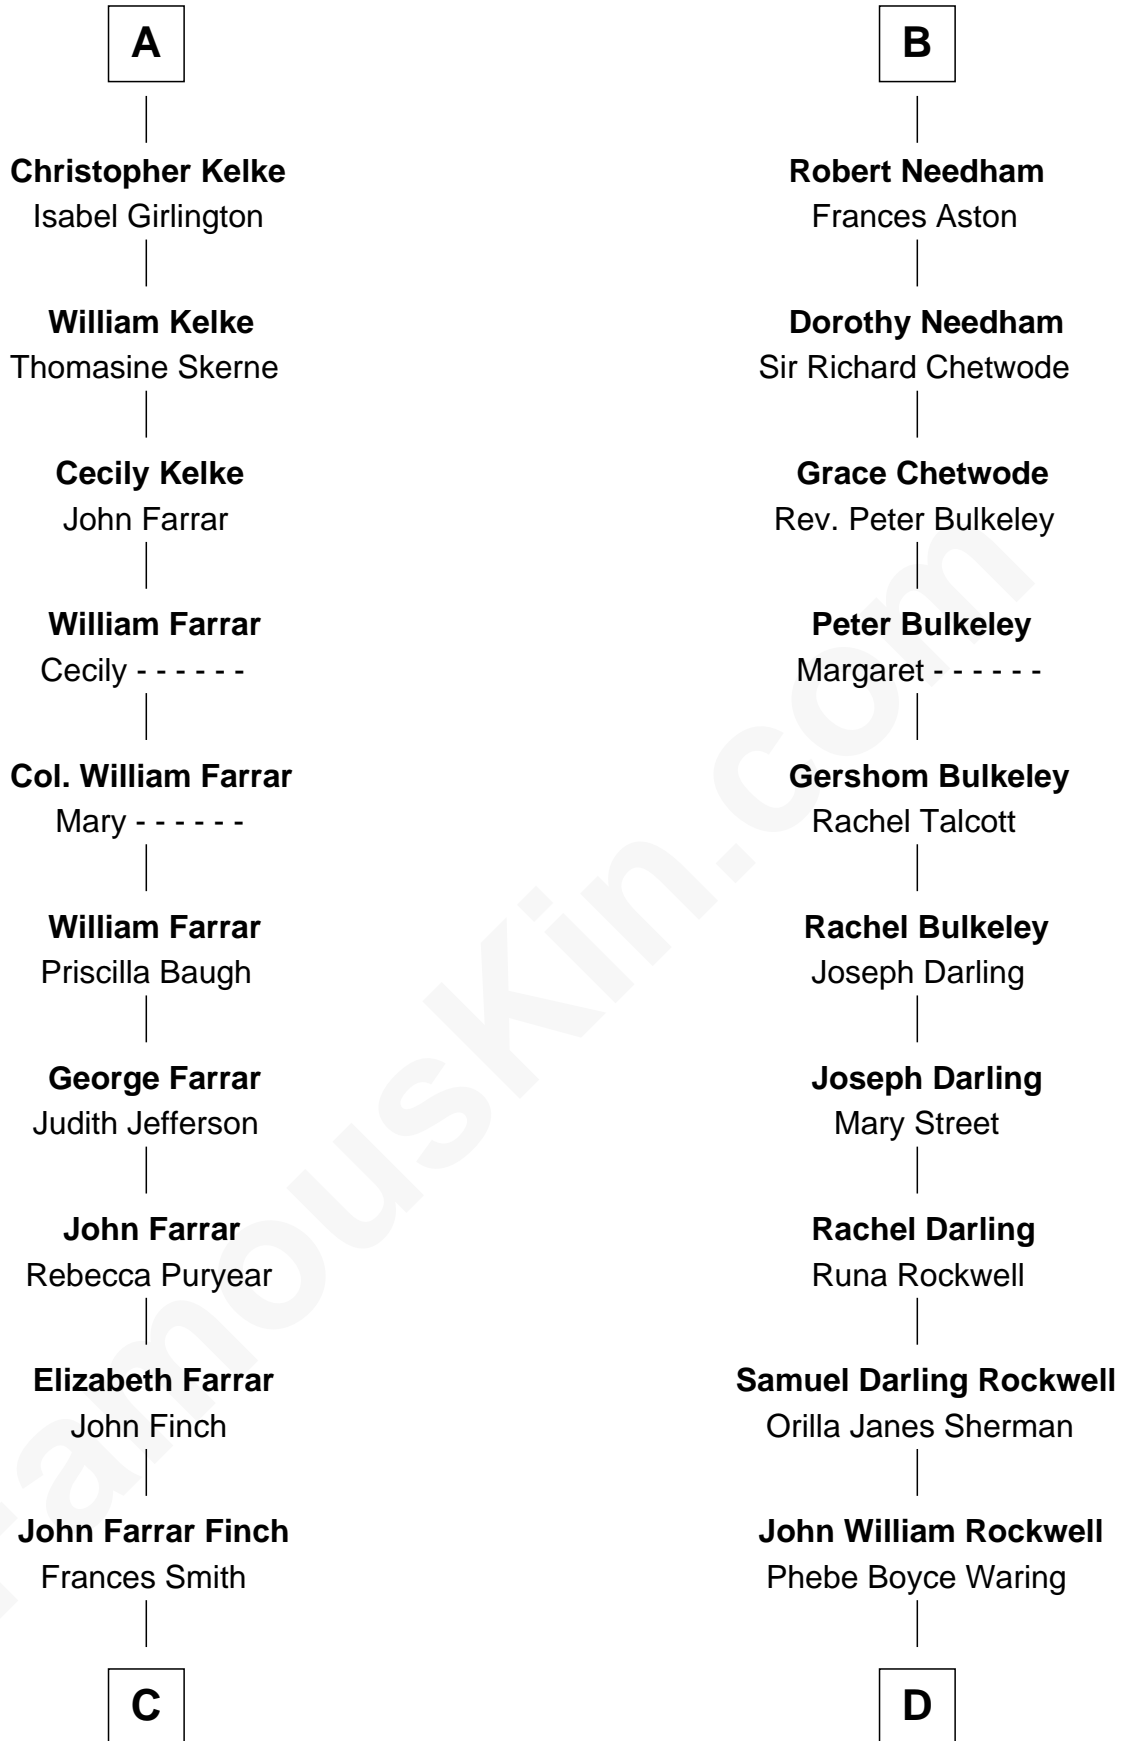 A
Christopher Kelke
Isabel Girlington
William Kelke
Thomasine Skerne
Cecily Kelke
John Farrar
William Farrar
Cecily - - - - - -
Col. William Farrar
Mary - - - - - -
William Farrar
Priscilla Baugh
George Farrar
Judith Jefferson
John Farrar
Rebecca Puryear
Elizabeth Farrar
John Finch
John Farrar Finch
Frances Smith
C
B
Robert Needham
Frances Aston
Dorothy Needham
Sir Richard Chetwode
Grace Chetwode
Rev. Peter Bulkeley
Peter Bulkeley
Margaret - - - - - -
Gershom Bulkeley
Rachel Talcott
Rachel Bulkeley
Joseph Darling
Joseph Darling
Mary Street
Rachel Darling
Runa Rockwell
Samuel Darling Rockwell
Orilla Janes Sherman
John William Rockwell
Phebe Boyce Waring
D
FamousKin.com